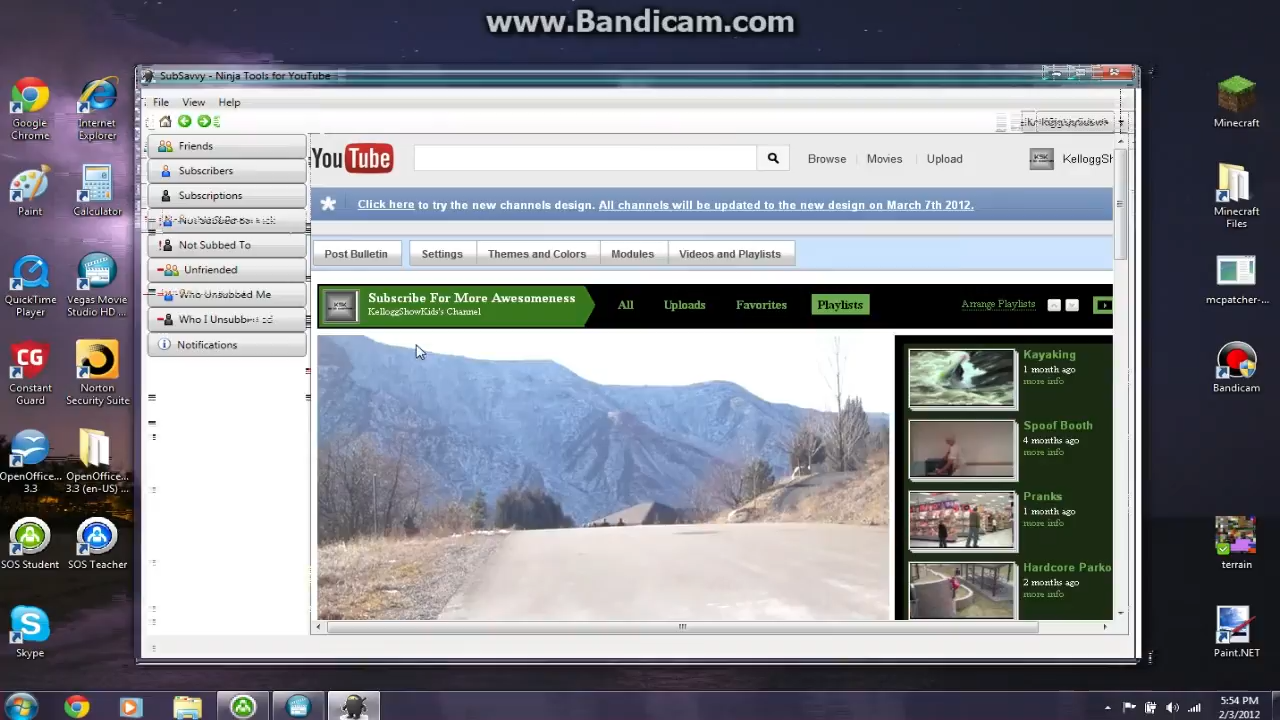 www.Bandicam.com
SubSavvy - Ninja Tools for YouTube
File View Help
Friends
Subscribers
Subscriptions
Not Subbed To
Unfriended
Who Unsubbed Me
Who I Unsubbed
Notifications
YouTube
Browse Movies Upload
KelloggSh
Click here to try the new channels design. All channels will be updated to the new design on March 7th 2012.
Post Bulletin Settings Themes and Colors Modules Videos and Playlists
KSK
Subscribe For More Awesomeness
KelloggShowKids's Channel
All Uploads Favorites Playlists
Arrange Playlists
Kayaking
1 month ago
more info
Spoof Booth
4 months ago
more info
Pranks
1 month ago
more info
Hardcore Parko
2 months ago
more info
Google Chrome
Internet Explorer
Paint
Calculator
QuickTime Player
Vegas Movie Studio HD ...
Constant Guard
Norton Security Suite
OpenOffice... 3.3
OpenOffice... 3.3 (en-US) ...
SOS Student
SOS Teacher
Skype
Minecraft
Minecraft Files
mcpatcher-...
Bandicam
terrain
Paint.NET
5:54 PM
2/3/2012